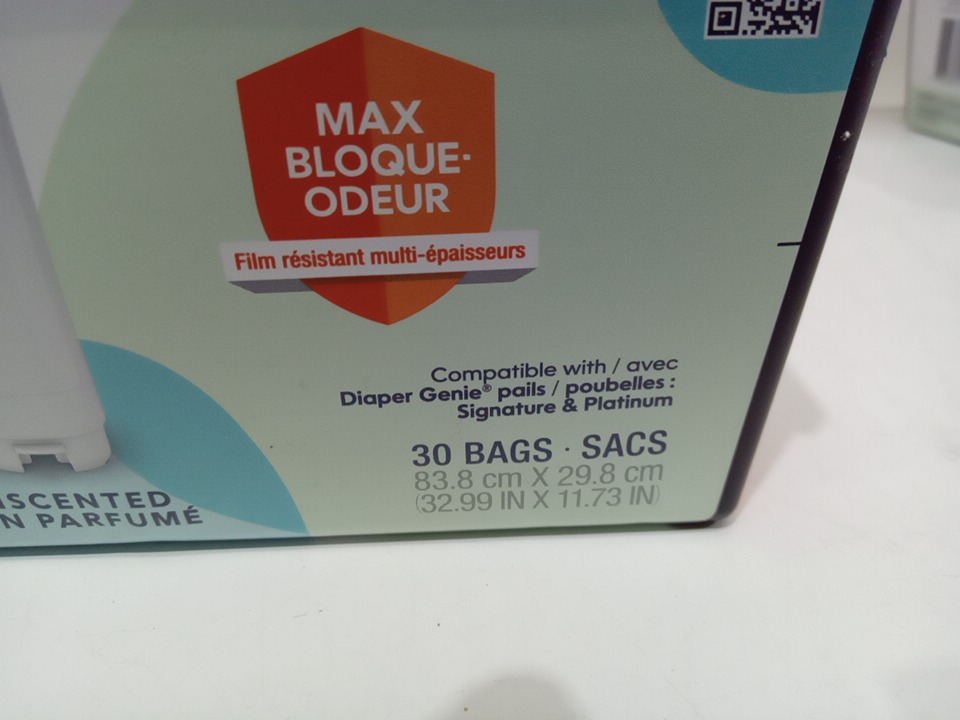 MAX
BLOQUE-
ODEUR
Film résistant multi-épaisseurs
Compatible with / avec
Diaper Genie® pails / poubelles :
Signature & Platinum
30 BAGS · SACS
83.8 cm X 29.8 cm
(32.99 IN X 11.73 IN)
SCENTED
N PARFUMÉ